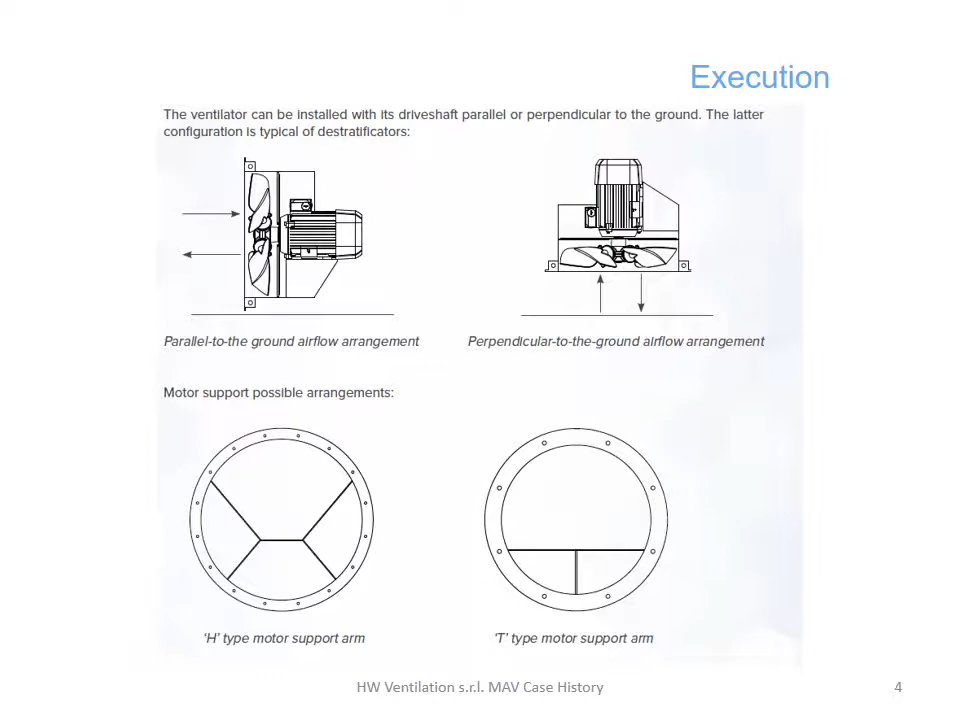 Execution
The ventilator can be installed with its driveshaft parallel or perpendicular to the ground. The latter
configuration is typical of destratificators:
Parallel-to-the ground airflow arrangement
Perpendicular-to-the-ground airflow arrangement
Motor support possible arrangements:
‘H’ type motor support arm
‘T’ type motor support arm
HW Ventilation s.r.l. MAV Case History
4